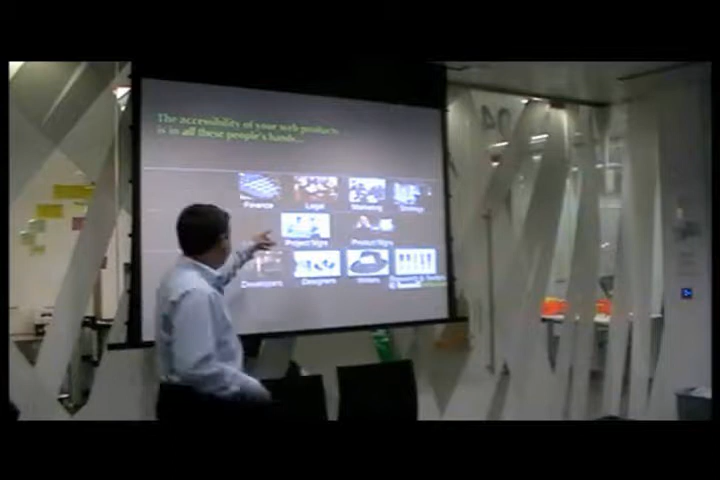 The accessibility of your web products
is in all these people's hands...
Finance Legal Marketing Strategy
Project Mgrs Product Mgrs
Developers Designers Writers